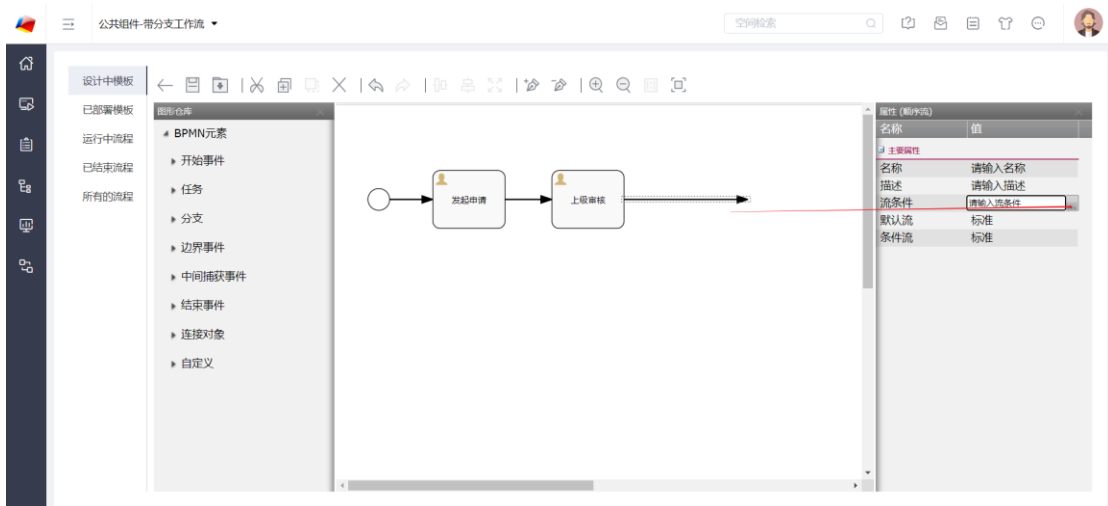 公共组件-带分支工作流
空间检索
设计中模板
已部署模板
运行中流程
已结束流程
所有的流程
图形仓库
BPMN元素
开始事件
任务
分支
边界事件
中间捕获事件
结束事件
连接对象
自定义
发起申请
上级审核
属性 (顺序流)
名称 值
主要属性
名称 请输入名称
描述 请输入描述
流条件 请输入流条件
默认流 标准
条件流 标准